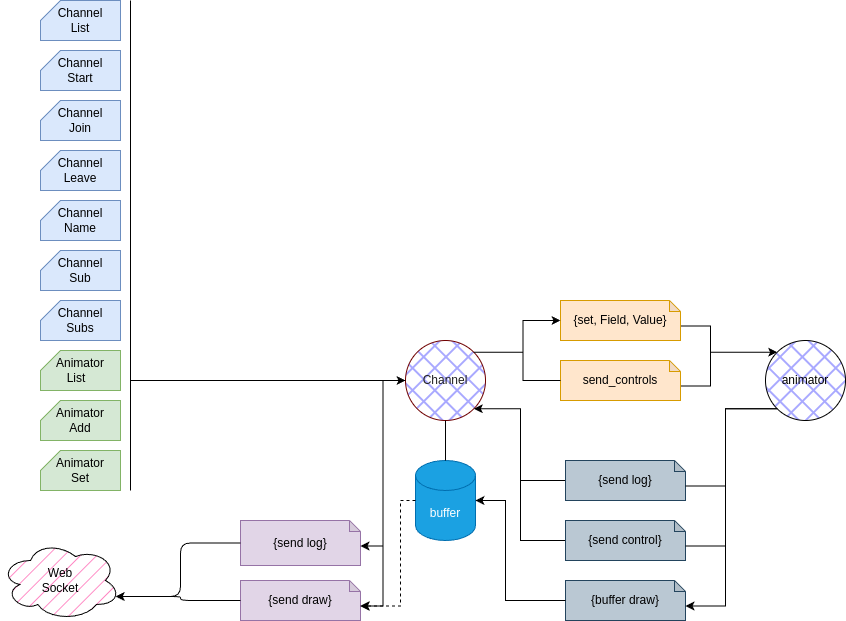 Channel
List
Channel
Start
Channel
Join
Channel
Leave
Channel
Name
Channel
Sub
Channel
Subs
Animator
List
Animator
Add
Animator
Set
{set, Field, Value}
send_controls
Channel
animator
buffer
{send log}
{send control}
{buffer draw}
{send log}
{send draw}
Web
Socket